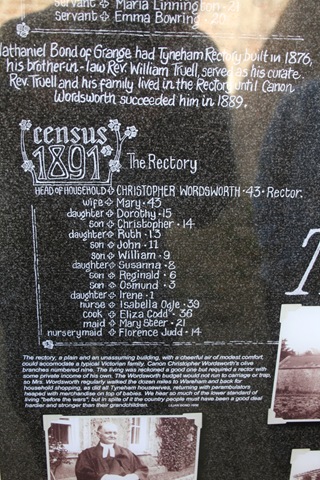 servant ✥ Maria Linnington · 21
servant ✥ Emma Bowring · 20
Nathaniel Bond of Grange had Tyneham Rectory built in 1876,
his brother-in-law Rev. William Truell, served as his curate.
Rev. Truell and his family lived in the Rectory until Canon
Wordsworth succeeded him in 1889.
census
1891
The Rectory
HEAD OF HOUSEHOLD ✥ CHRISTOPHER WORDSWORTH · 43 · Rector.
wife ✥ Mary · 43
daughter ✥ Dorothy · 15
son ✥ Christopher · 14
daughter ✥ Ruth · 13
son ✥ John · 11
son ✥ William · 9
daughter ✥ Susanna · 8
son ✥ Reginald · 6
son ✥ Osmund · 3
daughter ✥ Irene · 1
nurse ✥ Isabella Ogle · 39
cook ✥ Eliza Codd · 36
maid ✥ Mary Steer · 21
nurserymaid ✥ Florence Judd · 14
The rectory, a plain and an unassuming building, with a cheerful air of modest comfort,
could accomodate a typical Victorian family. Canon Christopher Wordsworth's olive
branches numbered nine. The living was reckoned a good one but required a rector with
some private income of his own. The Wordsworth budget would not run to carriage or trap,
so Mrs. Wordsworth regularly walked the dozen miles to Wareham and back for
household shopping, as did all Tyneham housewives, returning with perambulators
heaped with merchandise on top of babies. We hear so much of the lower standard of
living "before the wars", but in spite of it the country people must have been a good deal
hardier and stronger than their grandchildren.